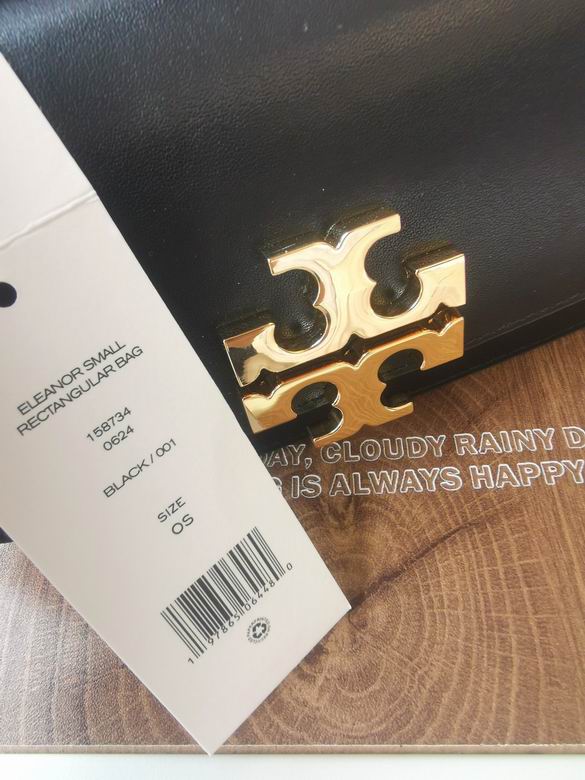 ELEANOR SMALL
RECTANGULAR BAG
158734
0624
BLACK / 001
SIZE
OS
AY, CLOUDY RAINY D
IS ALWAYS HAPPY